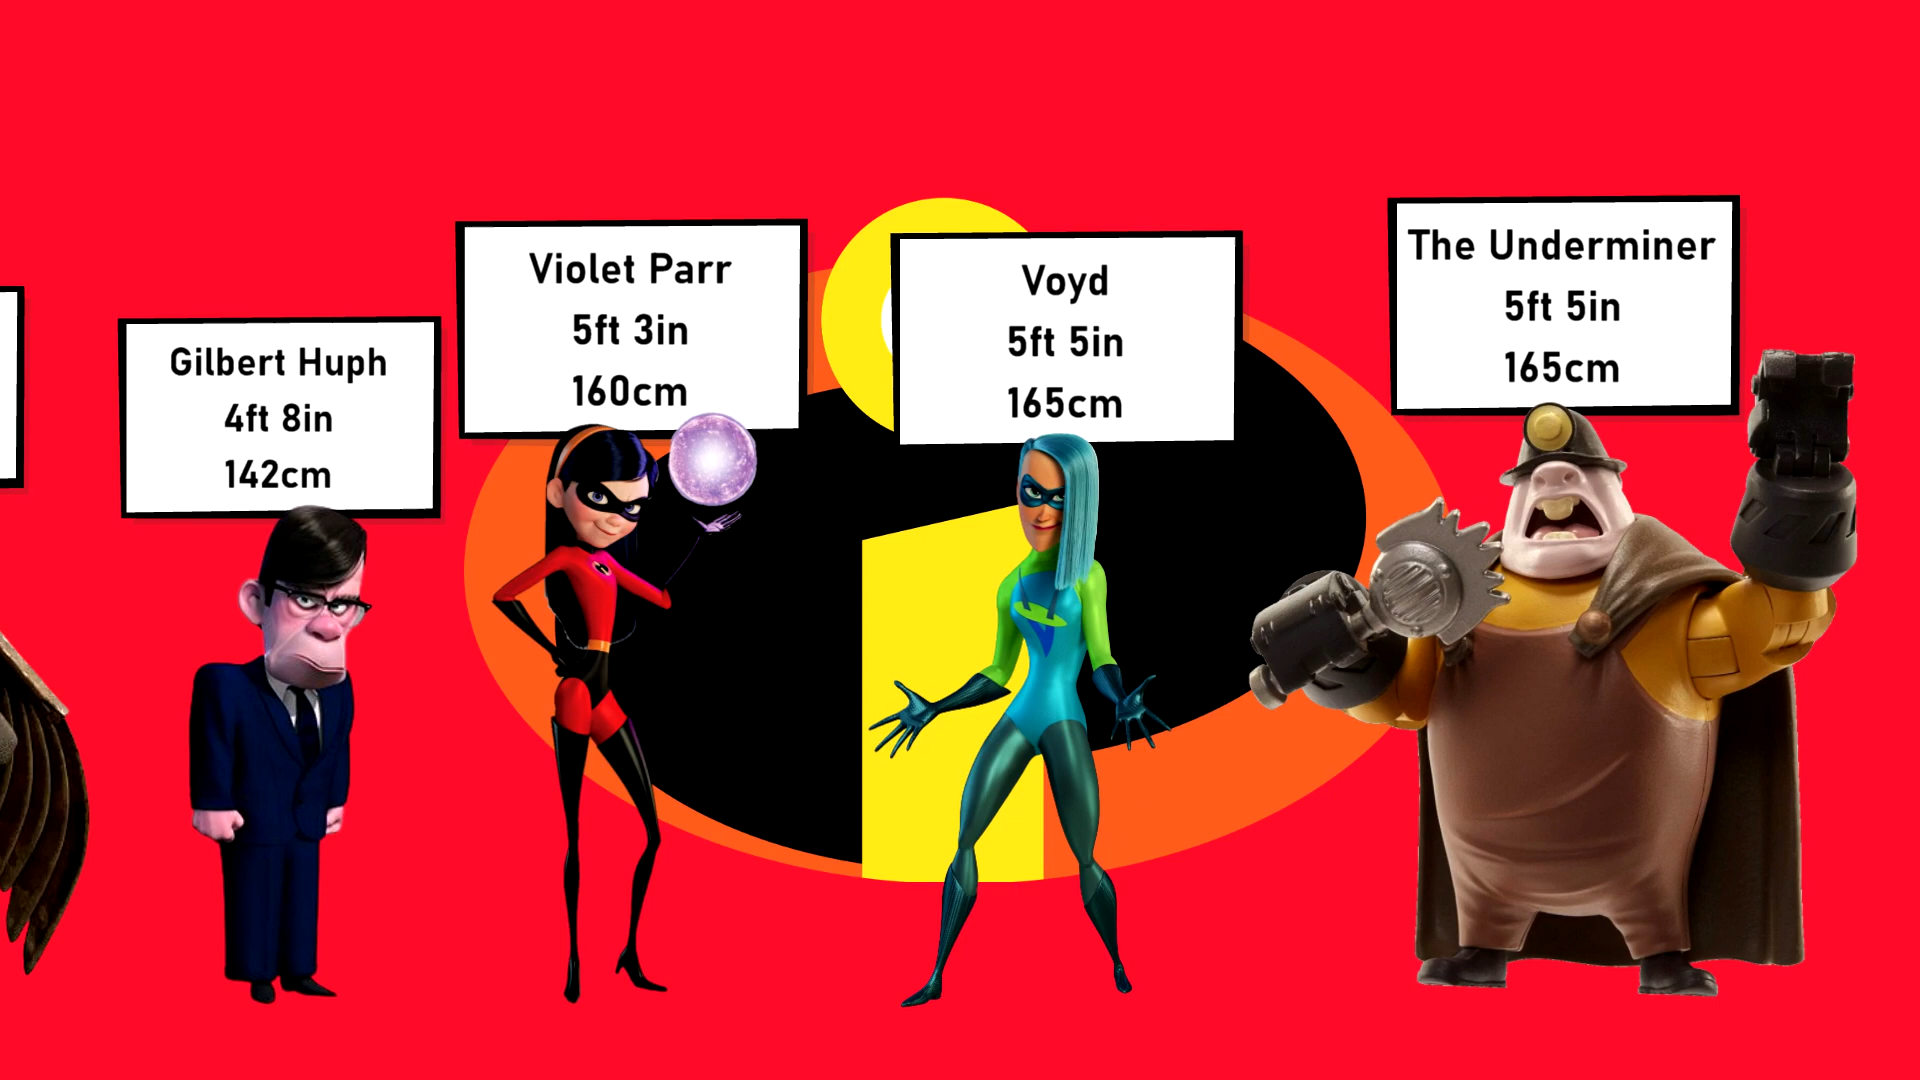 Gilbert Huph
4ft 8in
142cm
Violet Parr
5ft 3in
160cm
Voyd
5ft 5in
165cm
The Underminer
5ft 5in
165cm